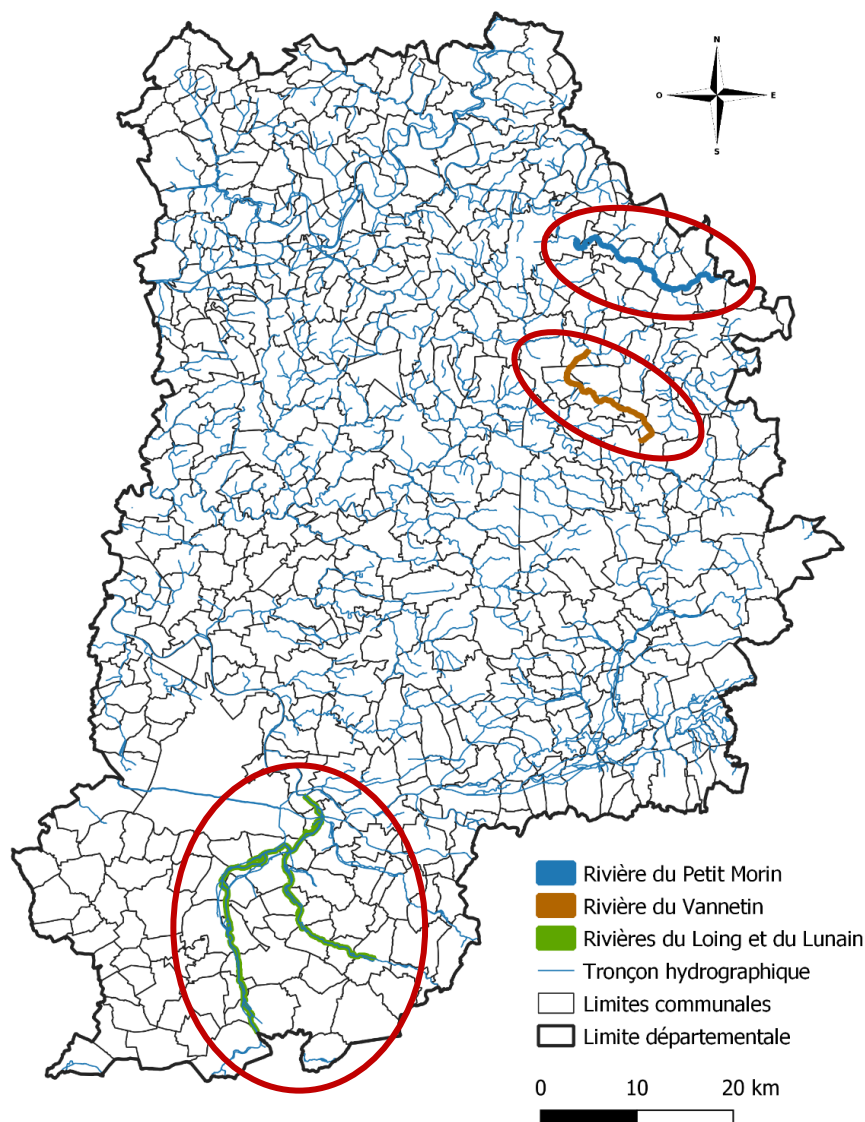 N
O
E
S
Rivière du Petit Morin
Rivière du Vannetin
Rivières du Loing et du Lunain
Tronçon hydrographique
Limites communales
Limite départementale
0 10 20 km